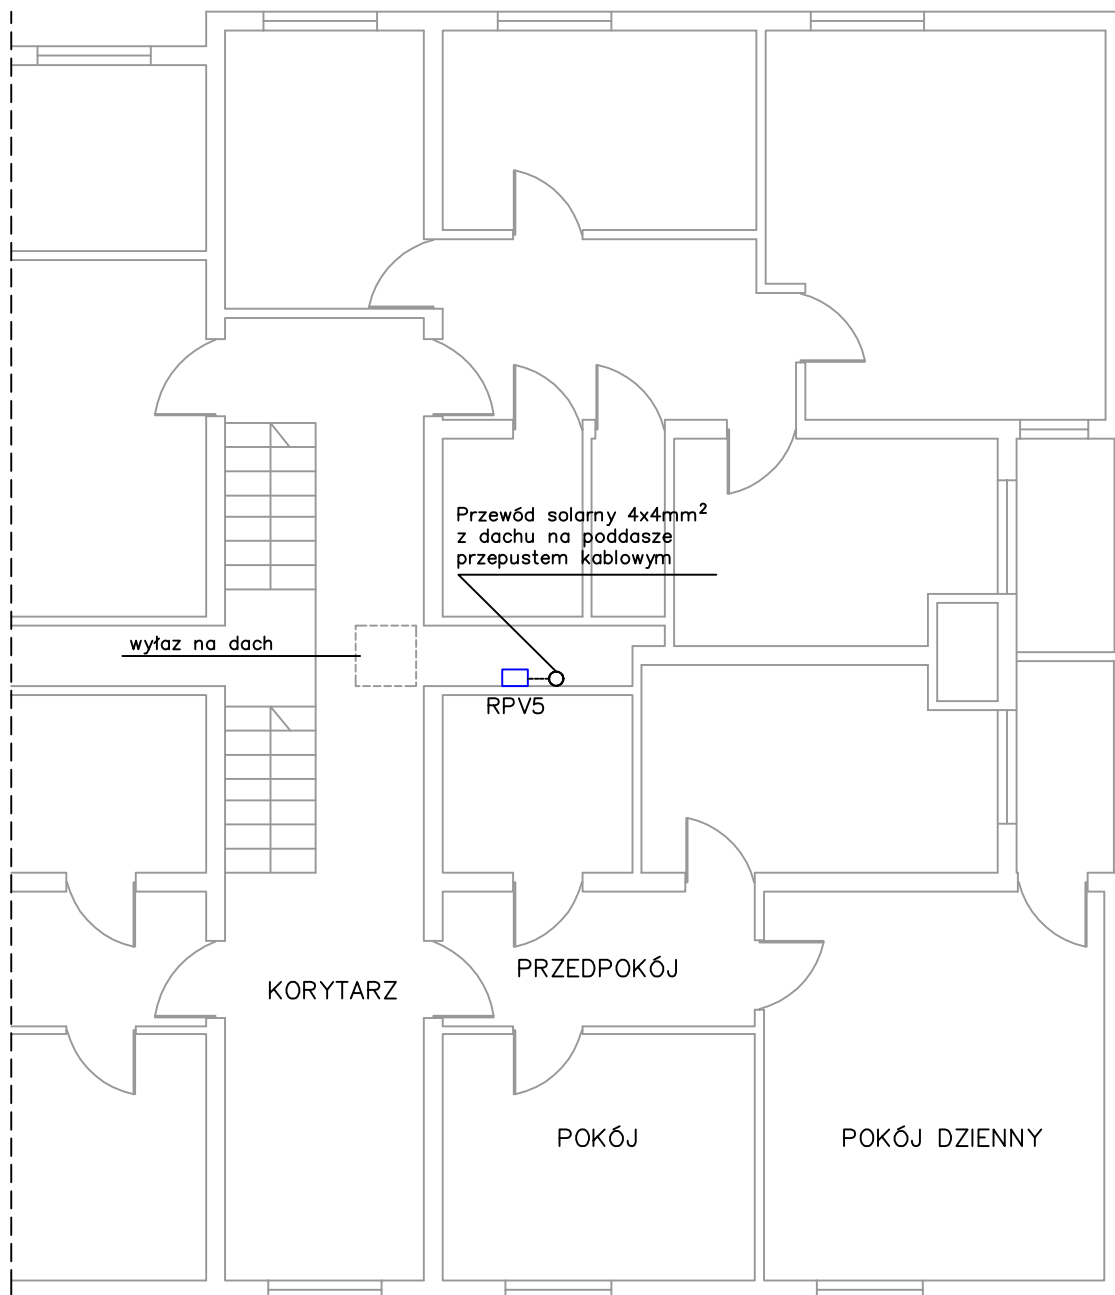 Przewód solarny 4x4mm²
z dachu na poddasze
przepustem kablowym
wyłaz na dach
RPV5
PRZEDPOKÓJ
KORYTARZ
POKÓJ
POKÓJ DZIENNY